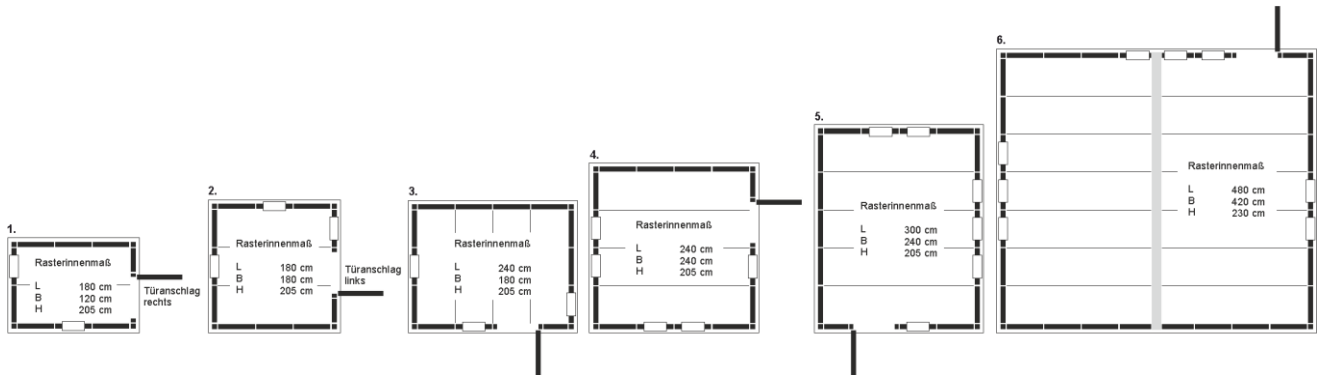 1.
Rasterinnenmaß
L 180 cm
B 120 cm
H 205 cm
Türanschlag
rechts
2.
Rasterinnenmaß
L 180 cm
B 180 cm
H 205 cm
Türanschlag
links
3.
Rasterinnenmaß
L 240 cm
B 180 cm
H 205 cm
4.
Rasterinnenmaß
L 240 cm
B 240 cm
H 205 cm
5.
Rasterinnenmaß
L 300 cm
B 240 cm
H 205 cm
6.
Rasterinnenmaß
L 480 cm
B 420 cm
H 230 cm